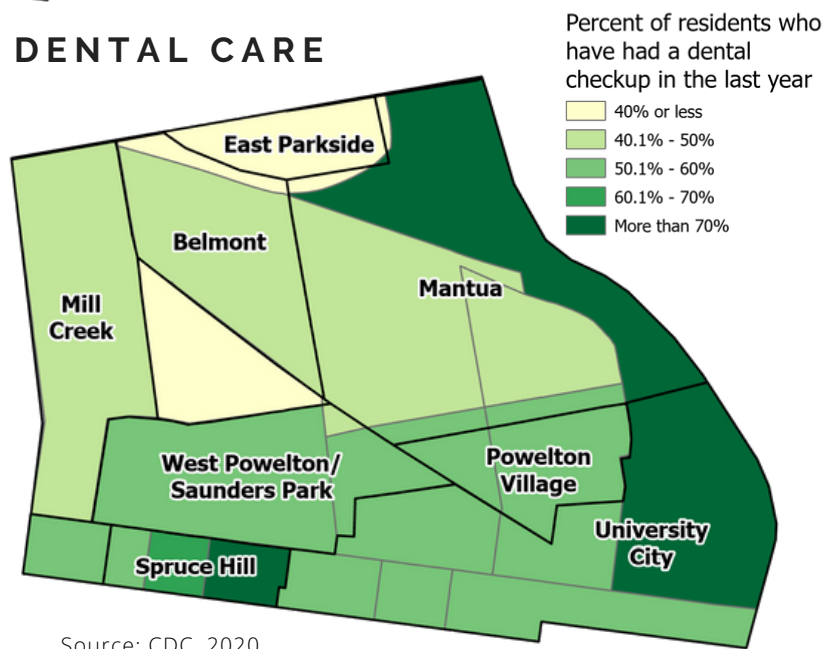 DENTAL CARE
Percent of residents who
have had a dental
checkup in the last year
40% or less
40.1% - 50%
50.1% - 60%
60.1% - 70%
More than 70%
East Parkside
Belmont
Mantua
Mill
Creek
West Powelton/
Saunders Park
Powelton
Village
University
City
Spruce Hill
Source: CDC, 2020